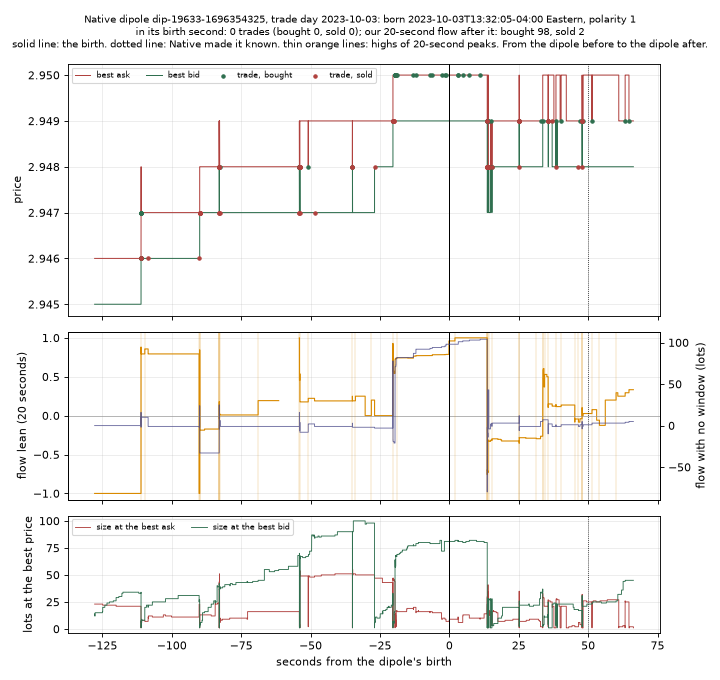 Native dipole dip-19633-1696354325, trade day 2023-10-03: born 2023-10-03T13:32:05-04:00 Eastern, polarity 1
in its birth second: 0 trades (bought 0, sold 0); our 20-second flow after it: bought 98, sold 2
solid line: the birth. dotted line: Native made it known. thin orange lines: highs of 20-second peaks. From the dipole before to the dipole after.
best ask
best bid
trade, bought
trade, sold
2.950
2.949
2.948
2.947
2.946
2.945
price
1.0
0.5
0.0
−0.5
−1.0
flow lean (20 seconds)
100
50
0
−50
flow with no window (lots)
size at the best ask
size at the best bid
100
75
50
25
0
lots at the best price
−125
−100
−75
−50
−25
0
25
50
75
seconds from the dipole's birth